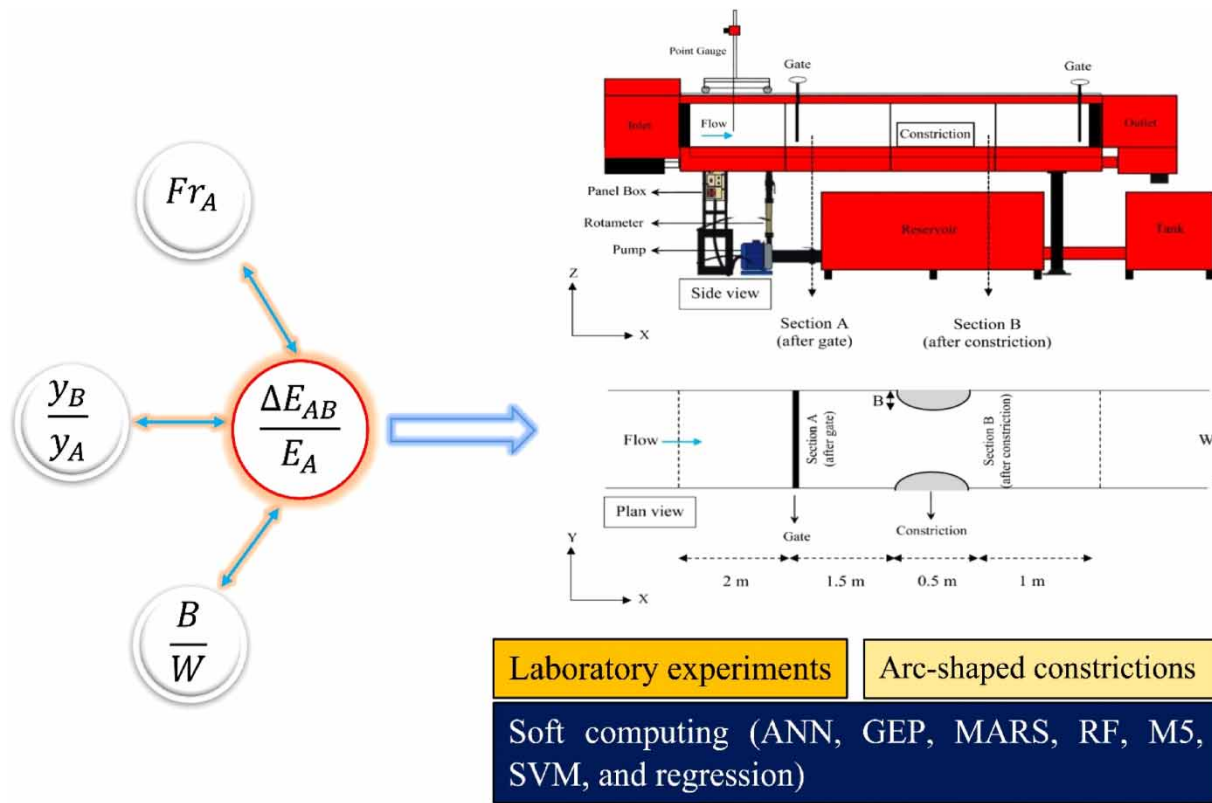 Fr_A
y_B
y_A
ΔE_AB
E_A
B
W
Point Gauge
Gate
Gate
Inlet
Flow
Constriction
Outlet
Panel Box
Rotameter
Pump
Reservoir
Tank
Side view
Z
X
Section A
(after gate)
Section B
(after constriction)
B
Flow
Section A
(after gate)
Section B
(after constriction)
W
Plan view
Gate
Constriction
Y
X
2 m
1.5 m
0.5 m
1 m
Laboratory experiments
Arc-shaped constrictions
Soft computing (ANN, GEP, MARS, RF, M5,
SVM, and regression)